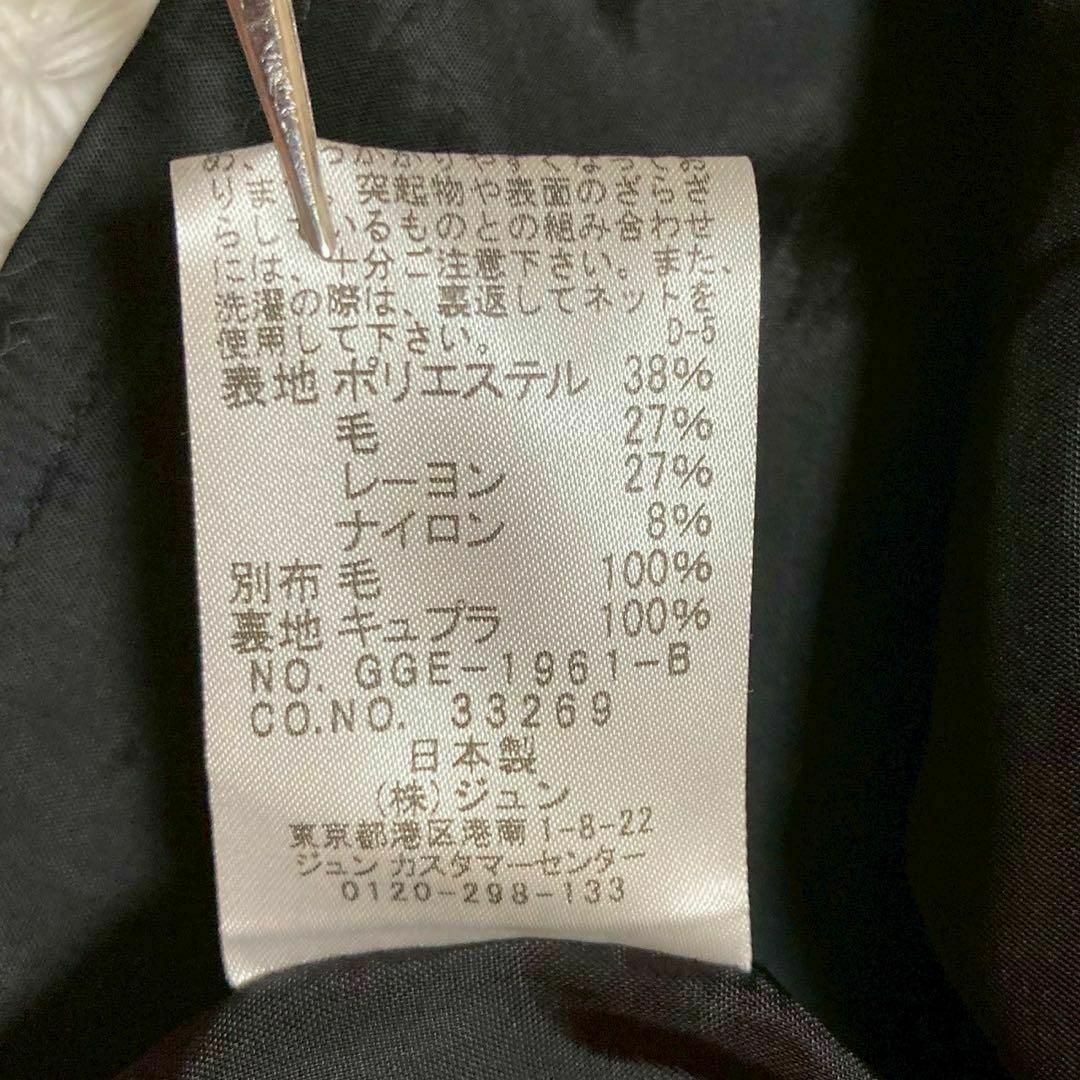 突起物や表面のざらざ
い るものとの組み合わせ
には、十分ご注意下さい。また、
洗濯の際は、裏返してネットを
使用して下さい。
D-5
表地 ポリエステル 38%
毛 27%
レーヨン 27%
ナイロン 8%
別布 毛 100%
裏地 キュプラ 100%
NO. GGE-1961-B
CO.NO. 33269
日本製
(株)ジュン
東京都港区港南1-8-22
ジュン カスタマーセンター
0120-298-133